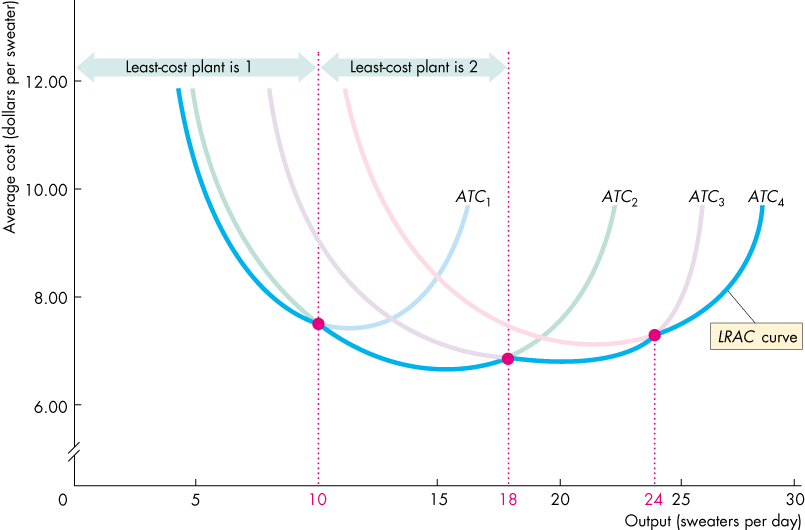 Average cost (dollars per sweater)
Least-cost plant is 1
Least-cost plant is 2
12.00
10.00
8.00
6.00
ATC1
ATC2
ATC3
ATC4
LRAC curve
0
5
10
15
18
20
24
25
30
Output (sweaters per day)